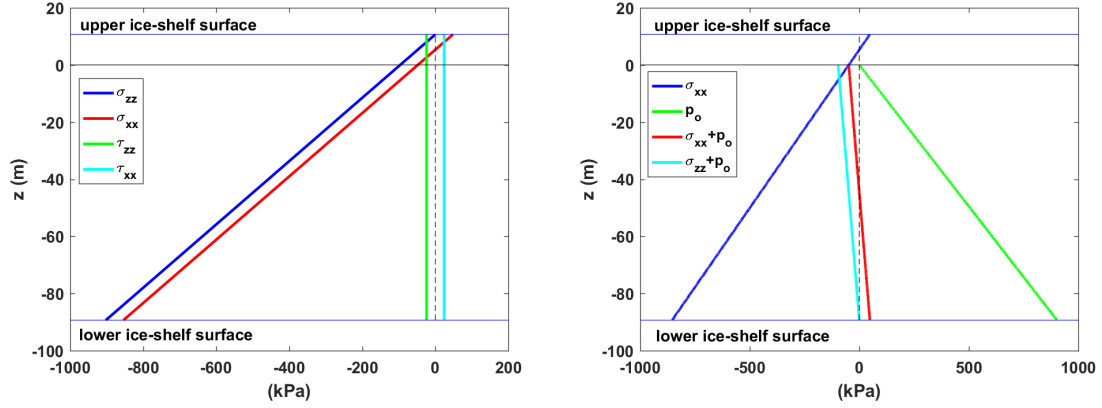 20
upper ice-shelf surface
0
σzz
σxx
τzz
τxx
-20
-40
-60
-80
-100
z (m)
lower ice-shelf surface
-1000 -800 -600 -400 -200 0 200
(kPa)
20
upper ice-shelf surface
0
σxx
po
σxx+po
σzz+po
-20
-40
-60
-80
-100
z (m)
lower ice-shelf surface
-1000 -500 0 500 1000
(kPa)